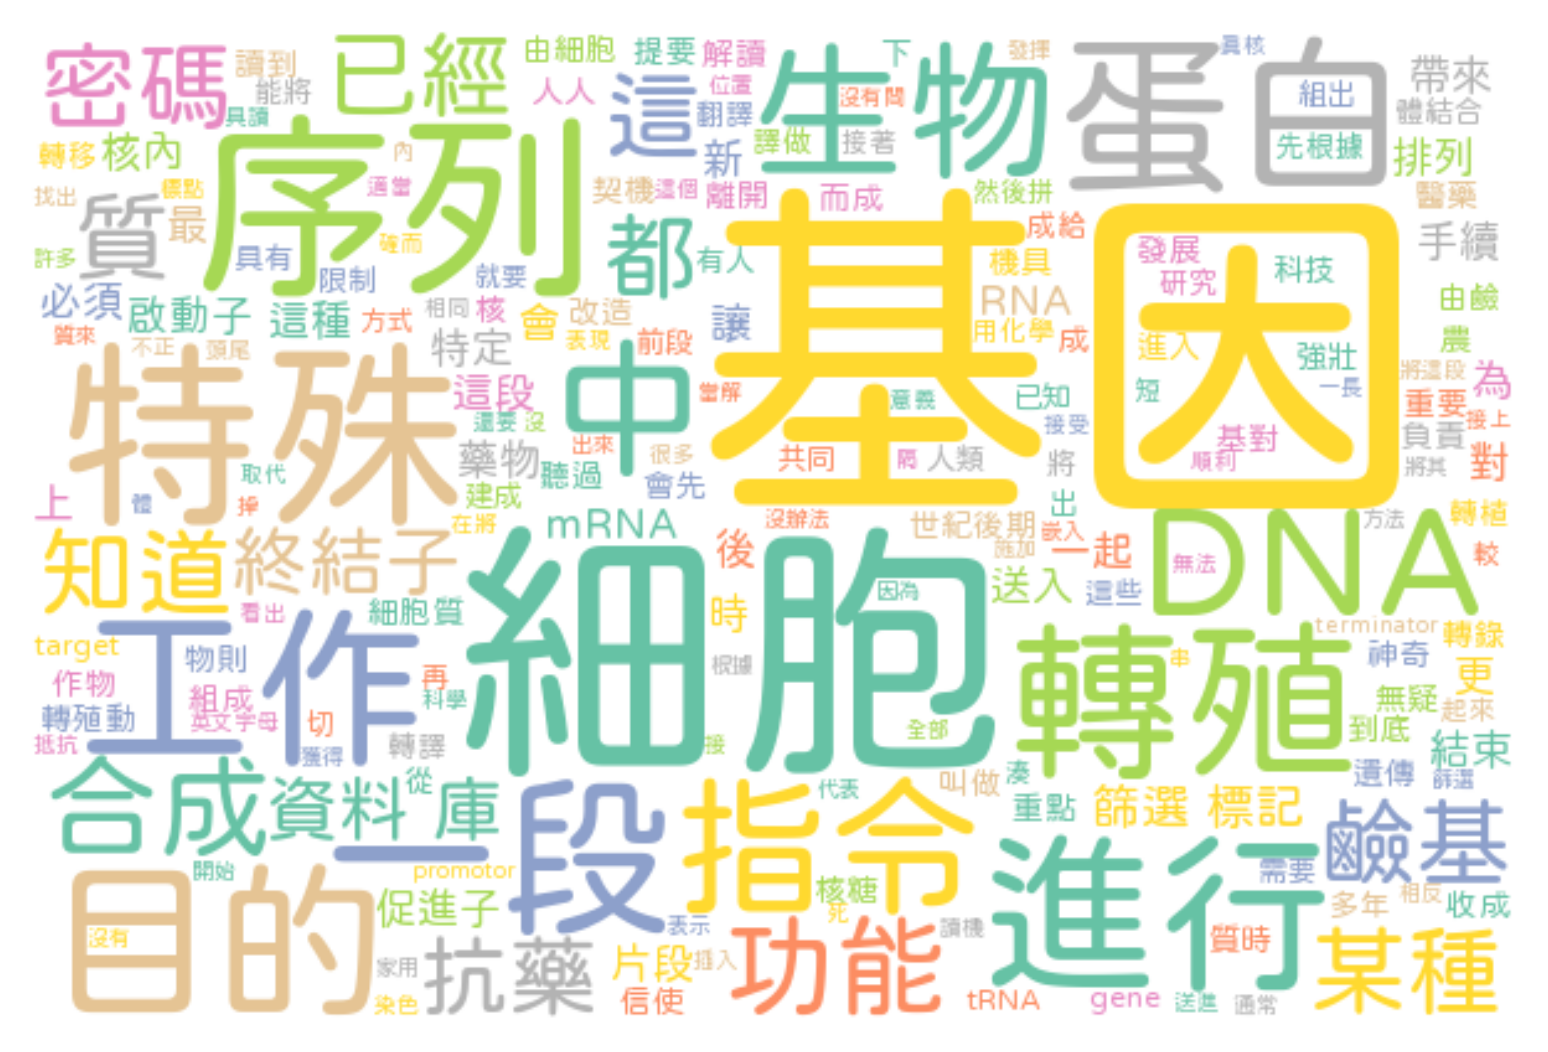 密碼
讀到
能將
具讀
已經
由細胞
提要
解讀
人人
位置
翻譯
這
新
生物
下
發揮
沒有問
譯做
接著
具核
蛋白
組出
先根據
帶來
體結合
排列
轉移
核內
內
序列
適當
確而
找出
標點
質
最
許多
具有
限制
就要
契機
這個
離開
而成
然後拼
成給
醫藥
手續
都
有人
機具
RNA
用化學
成
基因
發展
研究
科技
進入
強壯
短
一長
基對
順利
由鹼
農
將這段
為
重要
接上
負責
將其
對
必須
啟動子
這種
方式
相同
核
會
改造
表現
前段
讓
質來
不正
頭尾
特定
特殊
這段
還要
沒
中
當解
意義
已知
接受
出來
很多
共同
隔
人類
將
藥物
聽過
會先
取代
建成
上
體
操
在將
mRNA
沒辦法
世紀後期
施加
出
嵌入
一起
後
DNA
方法
轉植
較
無法
知道
終結子
看出
細胞質
細胞
因為
時
根據
送入
這些
terminator
轉錄
target
作物
物則
組成
轉殖動
英文字母
抵抗
工作
切
獲得
再
科學
轉譯
接
全部
轉殖
串
神奇
更
無疑
起來
到底
結束
遺傳
篩選
合成
資料庫
從
一段
開始
promotor
指令
代表
叫做
湊
重點
篩選
標記
鹼基
需要
目的
沒有
促進子
表示
核糖
死
功能
讀機
進行
質時
多年
相反
收成
某種
家用
染色
抗藥
片段
插入
信使
tRNA
gene
送進
通常